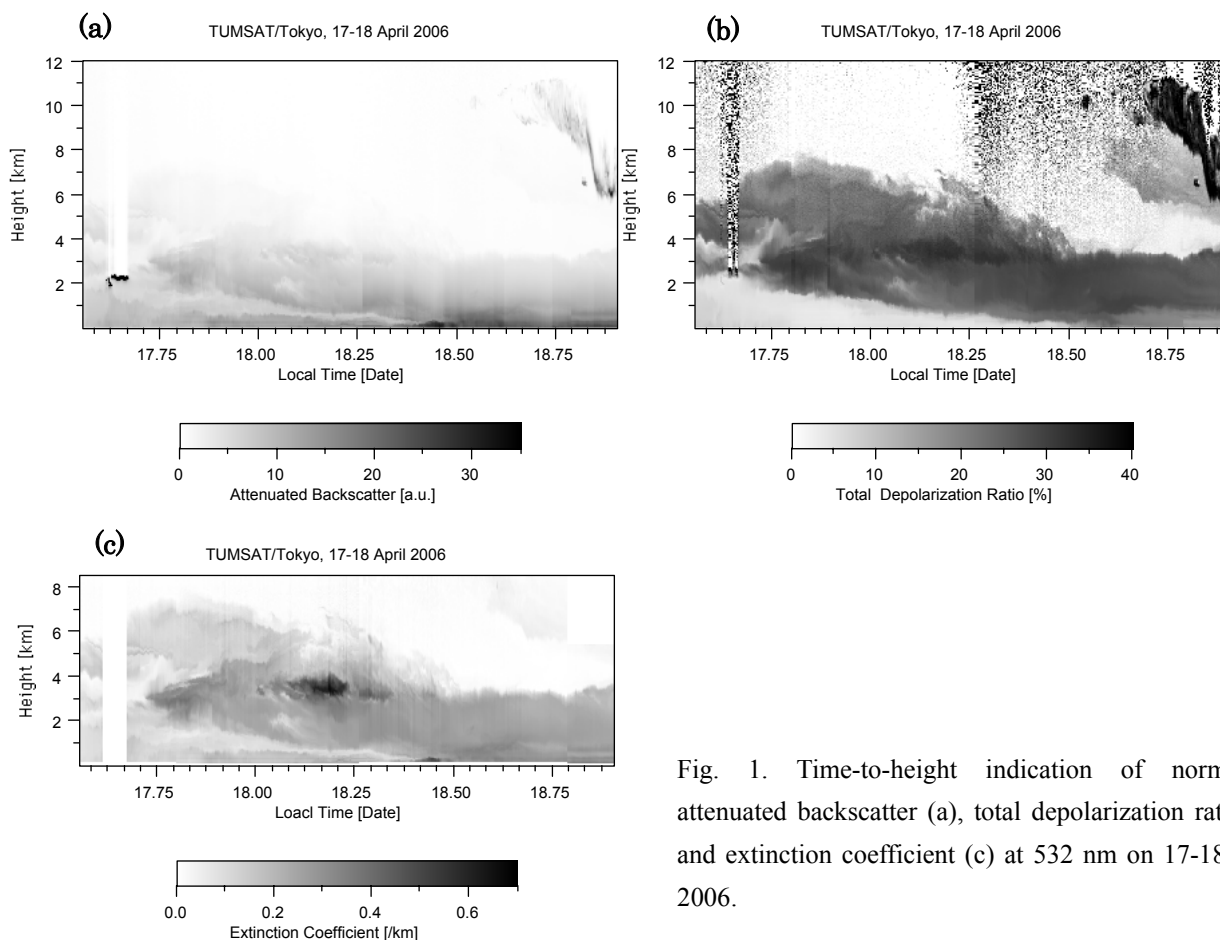 (a)
TUMSAT/Tokyo, 17-18 April 2006
12
10
8
6
4
2
Height [km]
17.75 18.00 18.25 18.50 18.75
Local Time [Date]
0 10 20 30
Attenuated Backscatter [a.u.]
(b)
TUMSAT/Tokyo, 17-18 April 2006
12
10
8
6
4
2
Height [km]
17.75 18.00 18.25 18.50 18.75
Local Time [Date]
0 10 20 30 40
Total Depolarization Ratio [%]
(c)
TUMSAT/Tokyo, 17-18 April 2006
8
6
4
2
Height [km]
17.75 18.00 18.25 18.50 18.75
Loacl Time [Date]
0.0 0.2 0.4 0.6
Extinction Coefficient [/km]
Fig. 1. Time-to-height indication of norm
attenuated backscatter (a), total depolarization rat
and extinction coefficient (c) at 532 nm on 17-18
2006.